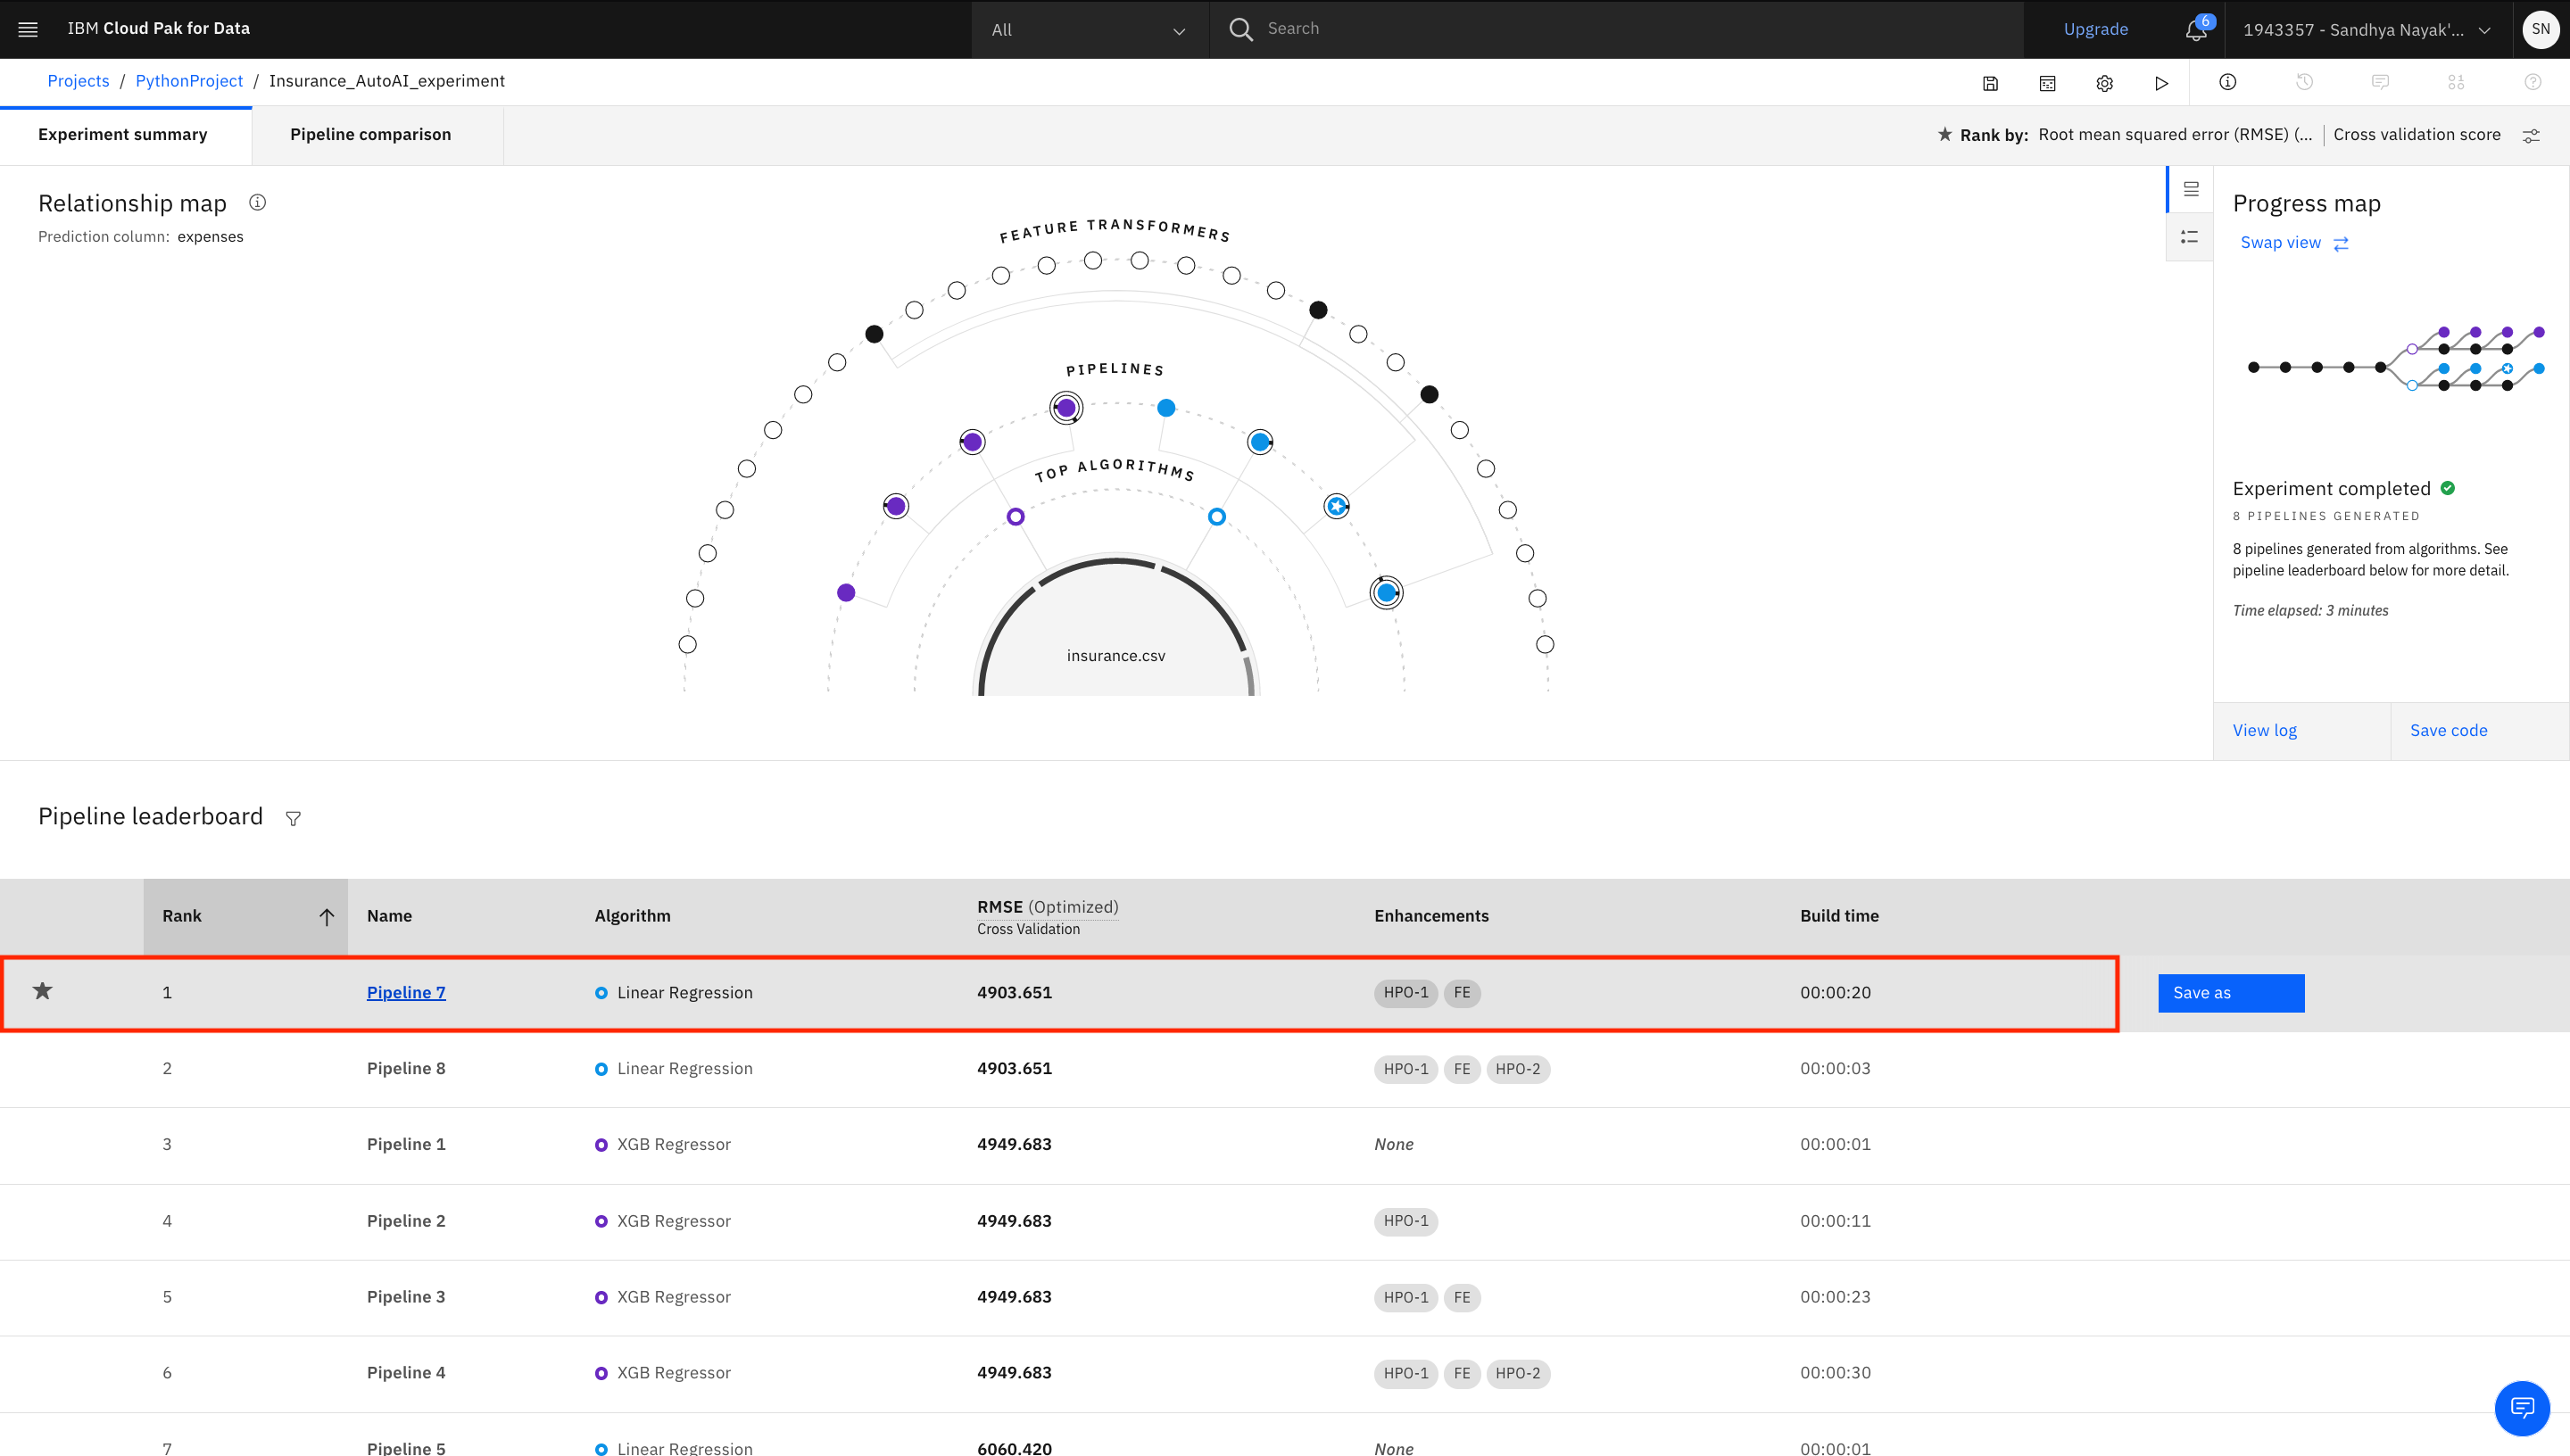 IBM Cloud Pak for Data
All
Search
Upgrade
6
1943357 - Sandhya Nayak'...
SN
Projects / PythonProject / Insurance_AutoAI_experiment
Experiment summary
Pipeline comparison
Rank by: Root mean squared error (RMSE) (... | Cross validation score
Relationship map
Prediction column: expenses
FEATURE TRANSFORMERS
PIPELINES
TOP ALGORITHMS
insurance.csv
Progress map
Swap view
Experiment completed
8 PIPELINES GENERATED
8 pipelines generated from algorithms. See
pipeline leaderboard below for more detail.
Time elapsed: 3 minutes
View log
Save code
Pipeline leaderboard
Rank Name Algorithm RMSE (Optimized) Enhancements Build time
Cross Validation
1 Pipeline 7 Linear Regression 4903.651 HPO-1 FE 00:00:20 Save as
2 Pipeline 8 Linear Regression 4903.651 HPO-1 FE HPO-2 00:00:03
3 Pipeline 1 XGB Regressor 4949.683 None 00:00:01
4 Pipeline 2 XGB Regressor 4949.683 HPO-1 00:00:11
5 Pipeline 3 XGB Regressor 4949.683 HPO-1 FE 00:00:23
6 Pipeline 4 XGB Regressor 4949.683 HPO-1 FE HPO-2 00:00:30
7 Pipeline 5 Linear Regression 6060.420 None 00:00:01